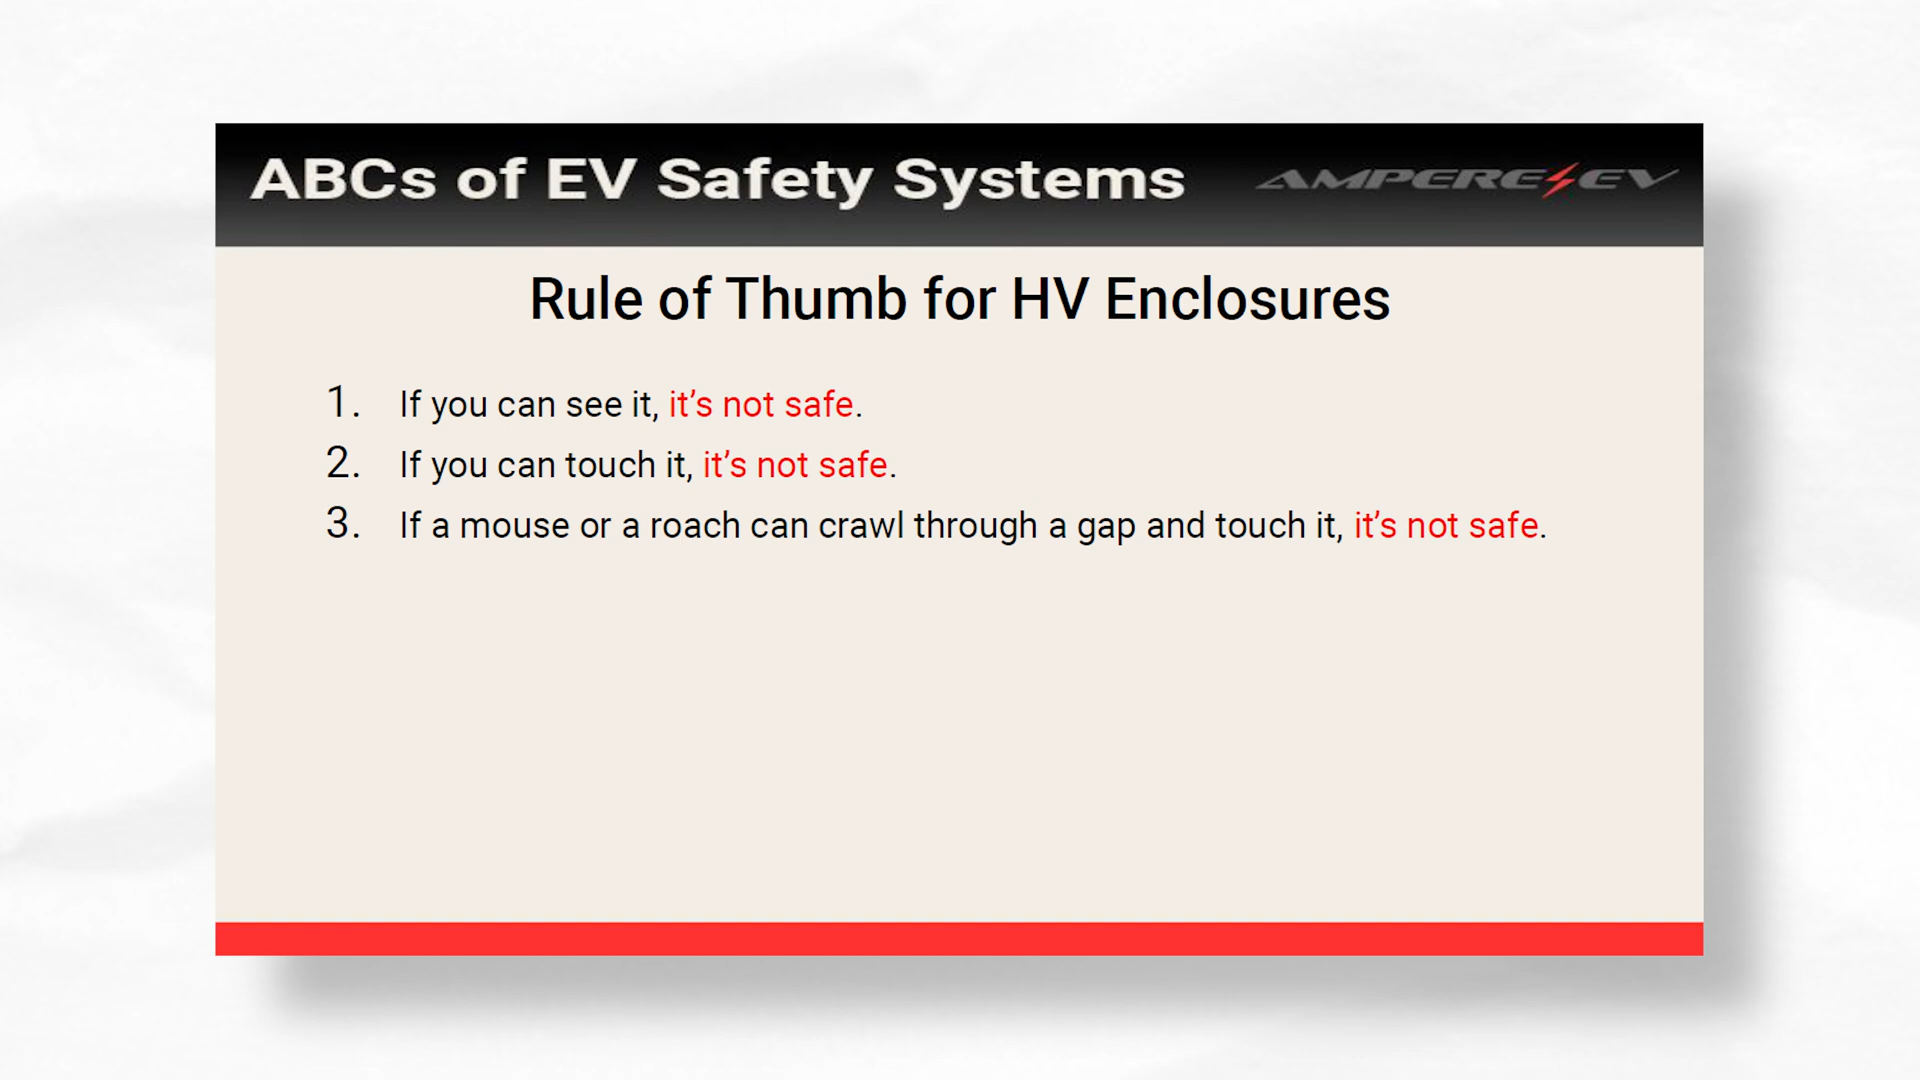 ABCs of EV Safety Systems
AMPERE EV
Rule of Thumb for HV Enclosures
1. If you can see it, it’s not safe.
2. If you can touch it, it’s not safe.
3. If a mouse or a roach can crawl through a gap and touch it, it’s not safe.